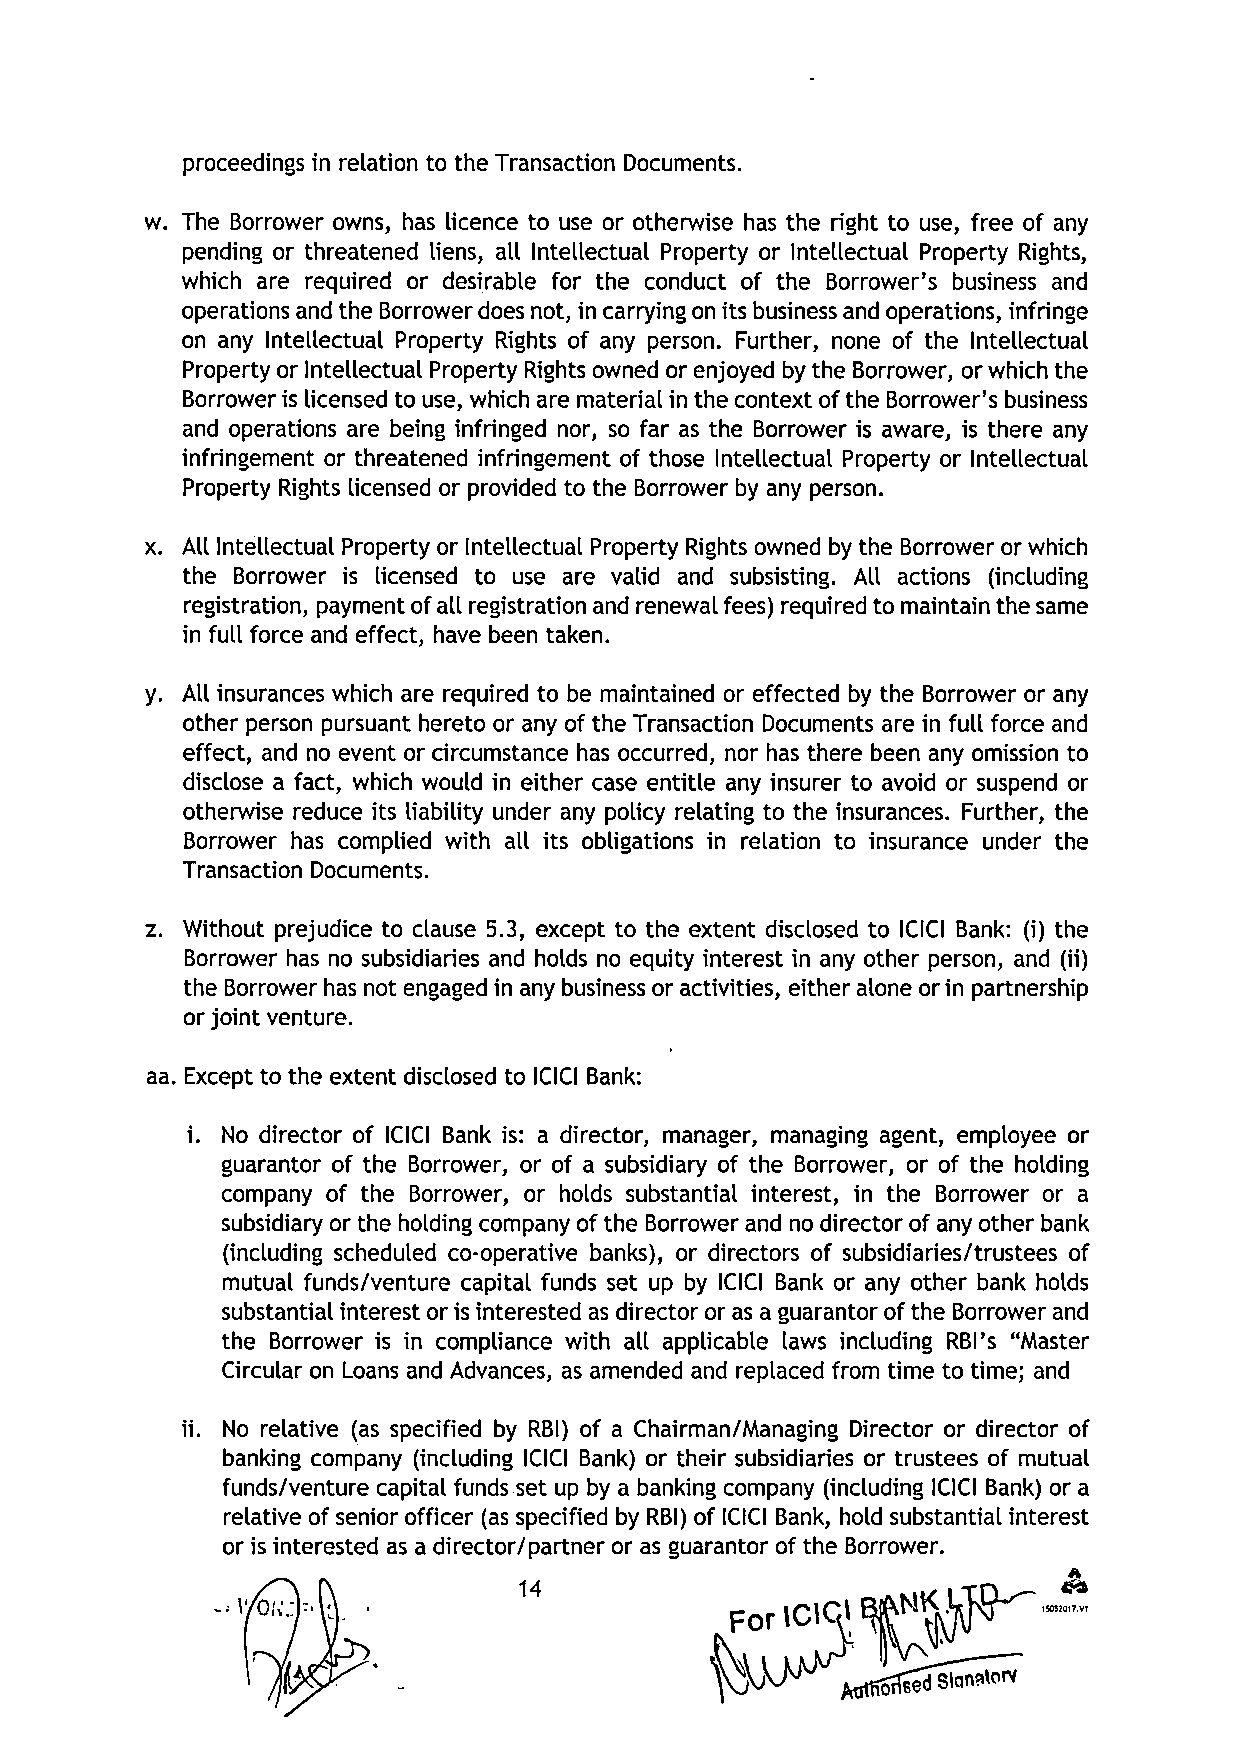 proceedings in relation to the Transaction Documents.
w. The Borrower owns, has licence to use or otherwise has the right to use, free of any
pending or threatened liens, all Intellectual Property or Intellectual Property Rights,
which are required or desirable for the conduct of the Borrower's business and
operations and the Borrower does not, in carrying on its business and operations, infringe
on any Intellectual Property Rights of any person. Further, none of the Intellectual
Property or Intellectual Property Rights owned or enjoyed by the Borrower, or which the
Borrower is licensed to use, which are material in the context of the Borrower's business
and operations are being infringed nor, so far as the Borrower is aware, is there any
infringement or threatened infringement of those Intellectual Property or Intellectual
Property Rights licensed or provided to the Borrower by any person.
x. All Intellectual Property or Intellectual Property Rights owned by the Borrower or which
the Borrower is licensed to use are valid and subsisting. All actions (including
registration, payment of all registration and renewal fees) required to maintain the same
in full force and effect, have been taken.
y. All insurances which are required to be maintained or effected by the Borrower or any
other person pursuant hereto or any of the Transaction Documents are in full force and
effect, and no event or circumstance has occurred, nor has there been any omission to
disclose a fact, which would in either case entitle any insurer to avoid or suspend or
otherwise reduce its liability under any policy relating to the insurances. Further, the
Borrower has complied with all its obligations in relation to insurance under the
Transaction Documents.
z. Without prejudice to clause 5.3, except to the extent disclosed to ICICI Bank: (i) the
Borrower has no subsidiaries and holds no equity interest in any other person, and (ii)
the Borrower has not engaged in any business or activities, either alone or in partnership
or joint venture.
aa. Except to the extent disclosed to ICICI Bank:
i. No director of ICICI Bank is: a director, manager, managing agent, employee or
guarantor of the Borrower, or of a subsidiary of the Borrower, or of the holding
company of the Borrower, or holds substantial interest, in the Borrower or a
subsidiary or the holding company of the Borrower and no director of any other bank
(including scheduled co-operative banks), or directors of subsidiaries/trustees of
mutual funds/venture capital funds set up by ICICI Bank or any other bank holds
substantial interest or is interested as director or as a guarantor of the Borrower and
the Borrower is in compliance with all applicable laws including RBI's "Master
Circular on Loans and Advances, as amended and replaced from time to time; and
ii. No relative (as specified by RBI) of a Chairman/Managing Director or director of
banking company (including ICICI Bank) or their subsidiaries or trustees of mutual
funds/venture capital funds set up by a banking company (including ICICI Bank) or a
relative of senior officer (as specified by RBI) of ICICI Bank, hold substantial interest
or is interested as a director/partner or as guarantor of the Borrower.
14
For ICICI BANK LTD
15052017.V1
Authorised Signatory